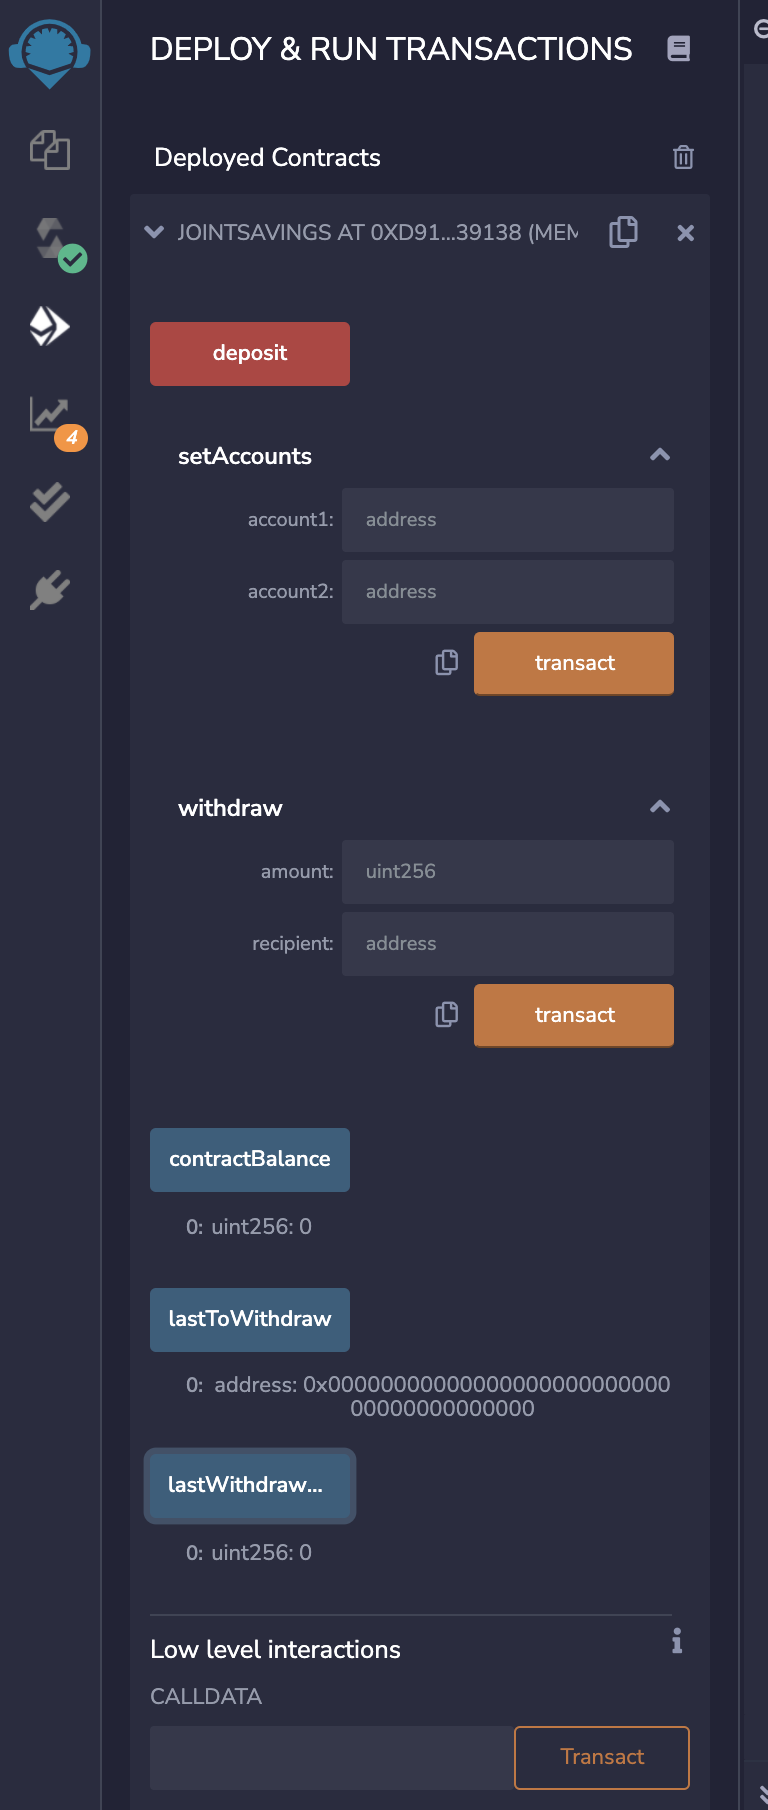 DEPLOY & RUN TRANSACTIONS
Deployed Contracts
JOINTSAVINGS AT 0XD91...39138 (MEM
deposit
4
setAccounts
account1: address
account2: address
transact
withdraw
amount: uint256
recipient: address
transact
contractBalance
0: uint256: 0
lastToWithdraw
0: address: 0x00000000000000000000000000
00000000000000
lastWithdraw...
0: uint256: 0
Low level interactions
CALLDATA
Transact